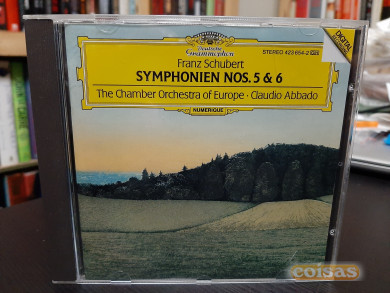 Deutsche
Grammophon
STEREO 423 654-2
Franz Schubert
SYMPHONIEN NOS. 5 & 6
The Chamber Orchestra of Europe · Claudio Abbado
NUMERIQUE
DIGITAL
coisas